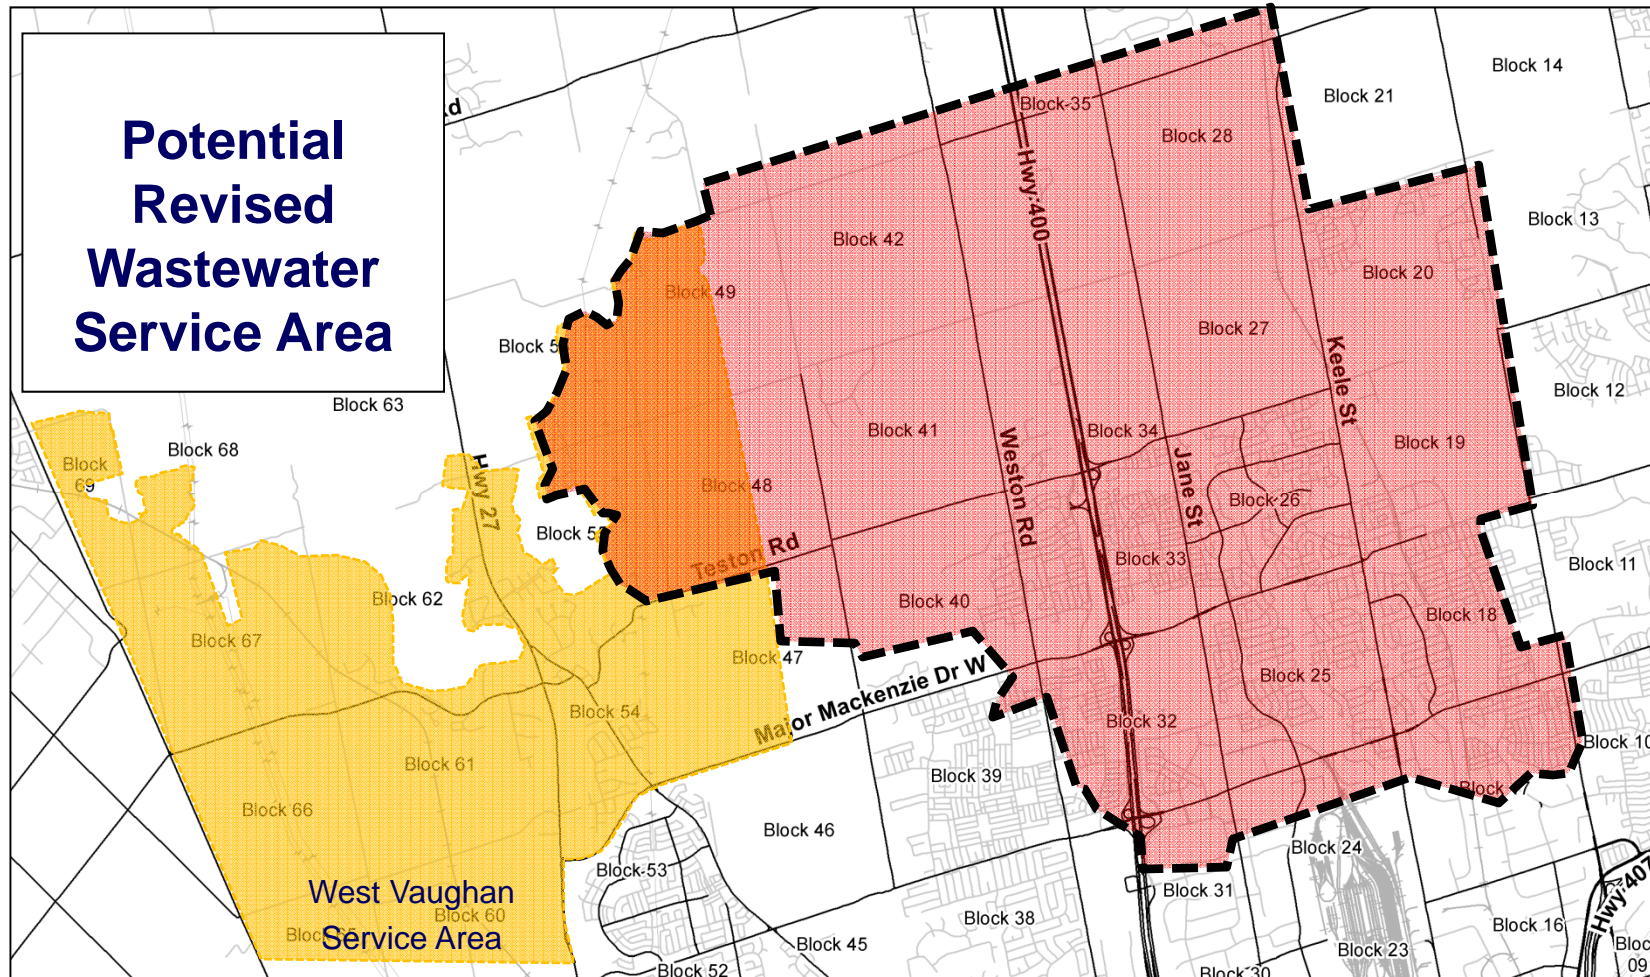 Potential
Revised
Wastewater
Service Area
Block 14
Block 21
Block-35
Block 28
Block 13
Hwy:400
Block 42
Block 20
Block 49
Block 27
Block 12
Keele St
Block 63
Block 34
Block 41
Weston Rd
Jane St
Block 19
Block 68
Block
69
Hwy 27
Block 48
Block-26
Block 33
Teston Rd
Block 11
Block 62
Block 40
Block 18
Block 67
Block 47
Block 25
Major Mackenzie Dr W
Block 54
Block 32
Block 10
Block 61
Block 39
Block
Block 66
Block 46
Block 24
Block-53
Block 31
Hwy:407
West Vaughan
Service Area
Block 60
Block 38
Block 16
Block 45
Block 23
Block 52
Block 30
09